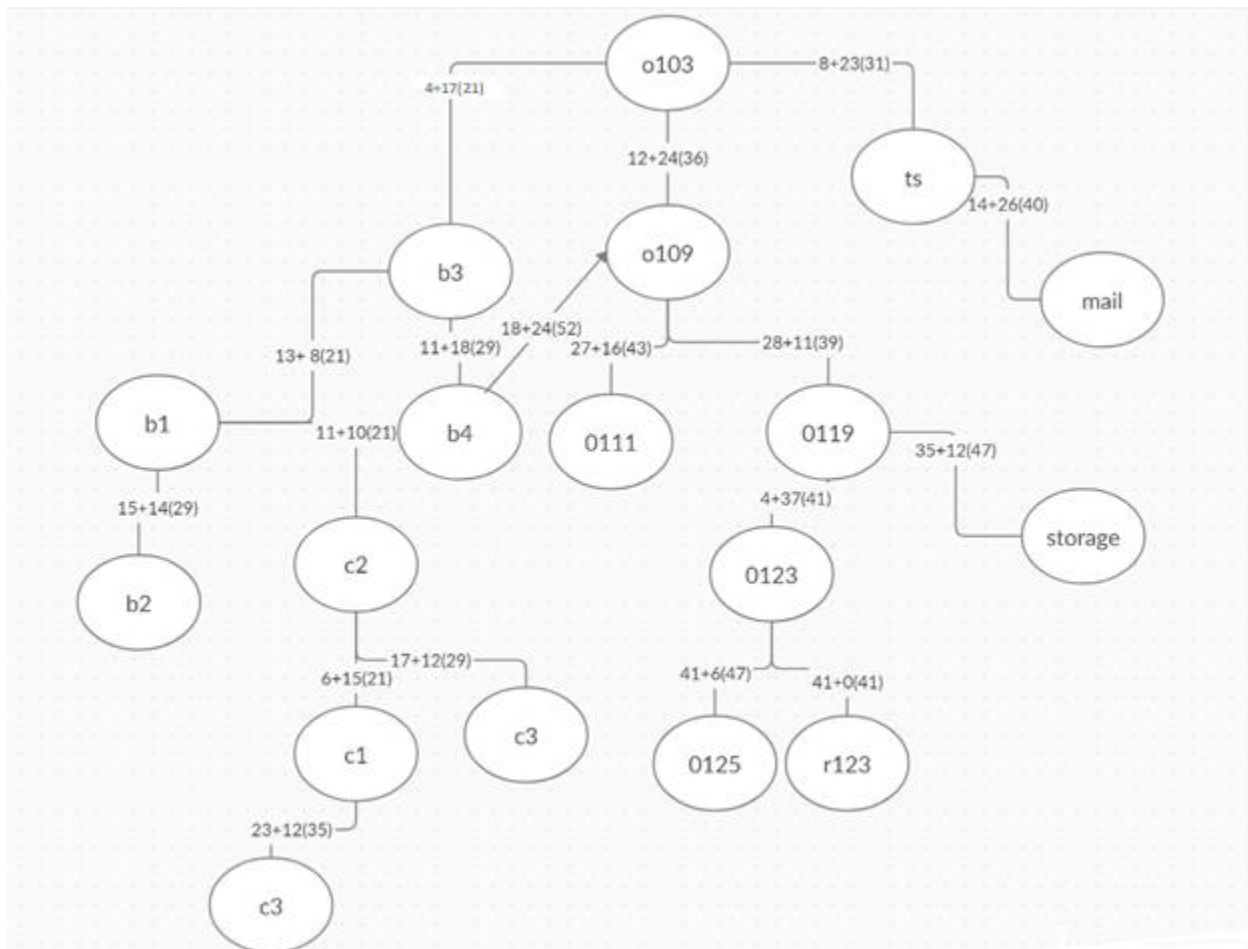 o103
8+23(31)
4+17(21)
12+24(36)
ts
14+26(40)
o109
b3
mail
18+24(52)
11+18(29)
27+16(43)
28+11(39)
13+ 8(21)
b1
11+10(21)
b4
0111
0119
35+12(47)
15+14(29)
4+37(41)
storage
c2
0123
b2
17+12(29)
6+15(21)
41+6(47)
41+0(41)
c1
c3
0125
r123
23+12(35)
c3